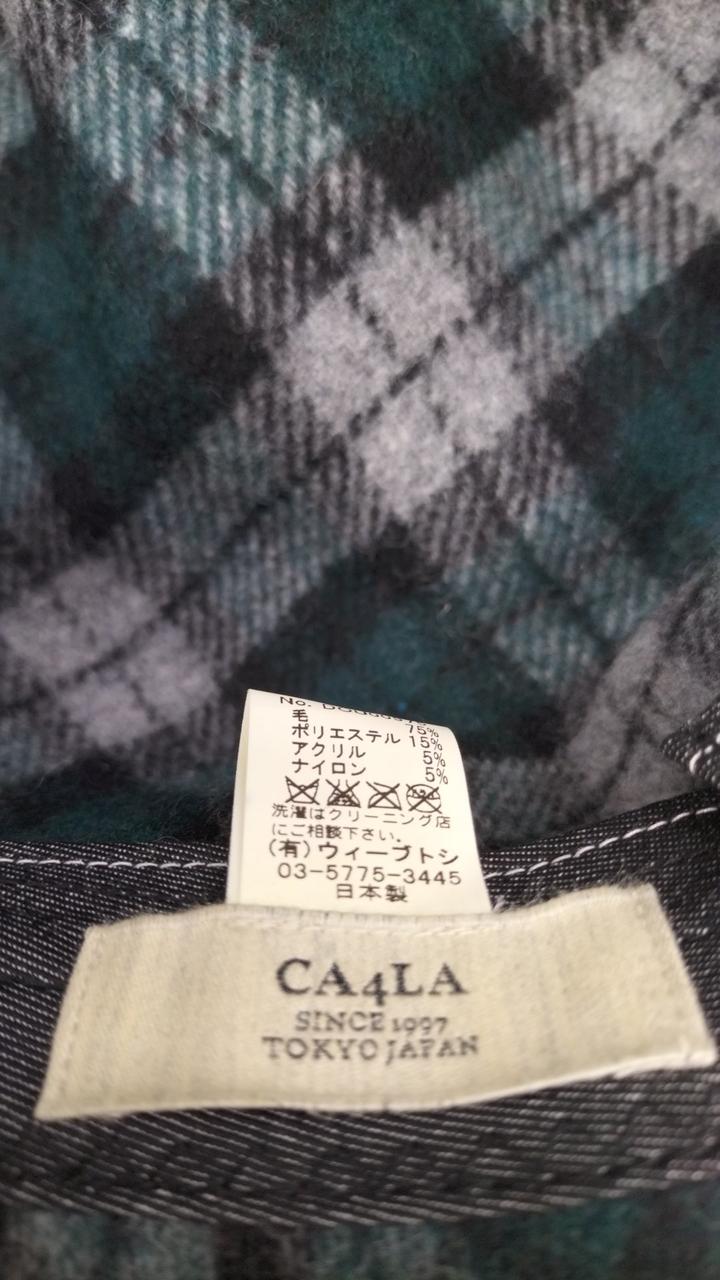 No.
毛 75%
ポリエステル 15%
アクリル 5%
ナイロン 5%
洗濯はクリーニング店
にご相談下さい。
(有)ウィーブトシ
03-5775-3445
日本製
CA4LA
SINCE 1997
TOKYO JAPAN